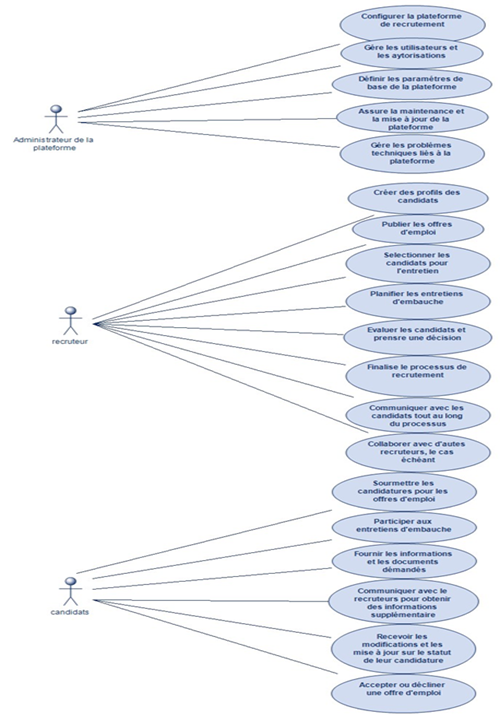 Configurer la plateforme
de recrutement
Gére les utilisateurs et
les aytorisations
Définir les paramètres de
base de la plateforme
Assure la maintenance et
la mise à jour de la
plateforme
Gére les problèmes
techniques liés à la
plateforme
Administrateur de la
plateforme
Créer des profils des
candidats
Publier les offres
d'emploi
Selectionner les
candidats pour
l'entretien
Planifier les entretiens
d'embauche
Evaluer les candidats et
prensre une décision
Finalise le processus de
recrutement
Communiquer avec les
candidats tout au long
du processus
Collaborer avec d'autes
recruteurs, le cas
échéant
recruteur
Sourmettre les
candidatures pour les
offres d'emploi
Participer aux
entretiens d'embauche
Fournir les informations
et les documents
démandés
Communiquer avec le
recruteurs pour obtenir
des informations
supplémentaire
Recevoir les
modifications et les
mise à jour sur le statut
de leur candidature
Accepter ou décliner
une offre d'emploi
candidats